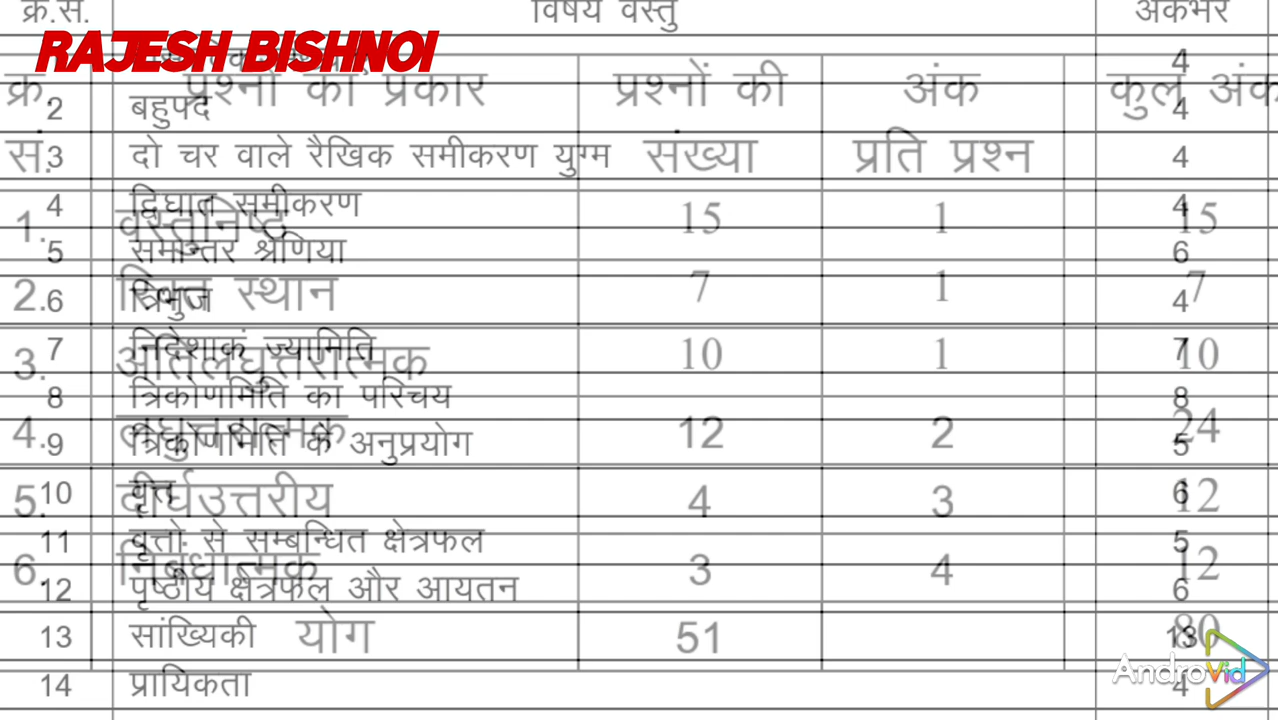 क्र.स. विषय वस्तु अंकभार
RAJESH BISHNOI
4
क्र. प्रश्नों का प्रकार प्रश्नों की अंक कुल अंक
2 बहुपद 4
सं. संख्या प्रति प्रश्न
3 दो चर वाले रैखिक समीकरण युग्म 4
4 द्विघात समीकरण 4
1. वस्तुनिष्ठ 15 1 15
5 समान्तर श्रेणिया 6
2. रिक्त स्थान 7 1 7
6 त्रिभुज 4
7 निर्देशांक ज्यामिति 7
3. अतिलघुत्तरात्मक 10 1 10
8 त्रिकोणमिति का परिचय 8
4. लघुत्तरात्मक 12 2 24
9 त्रिकोणमिति के अनुप्रयोग 5
10 वृत्त 6
5. दीर्घउत्तरीय 4 3 12
11 वृत्तो से सम्बन्धित क्षेत्रफल 5
6. निबंधात्मक 3 4 12
12 पृष्ठीय क्षेत्रफल और आयतन 6
13 सांख्यिकी 13
योग 51 80
AndroVid
14 प्रायिकता 4